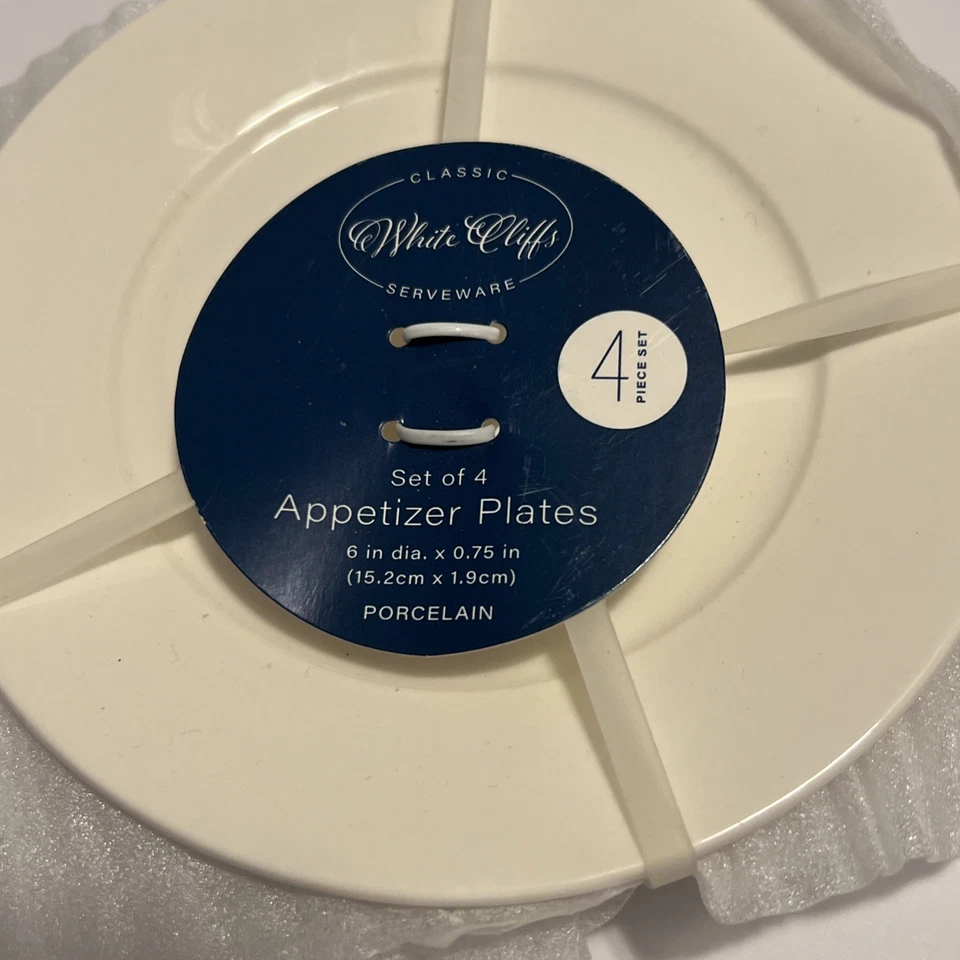 CLASSIC
White Cliffs
SERVEWARE
4
PIECE SET
Set of 4
Appetizer Plates
6 in dia. x 0.75 in
(15.2cm x 1.9cm)
PORCELAIN